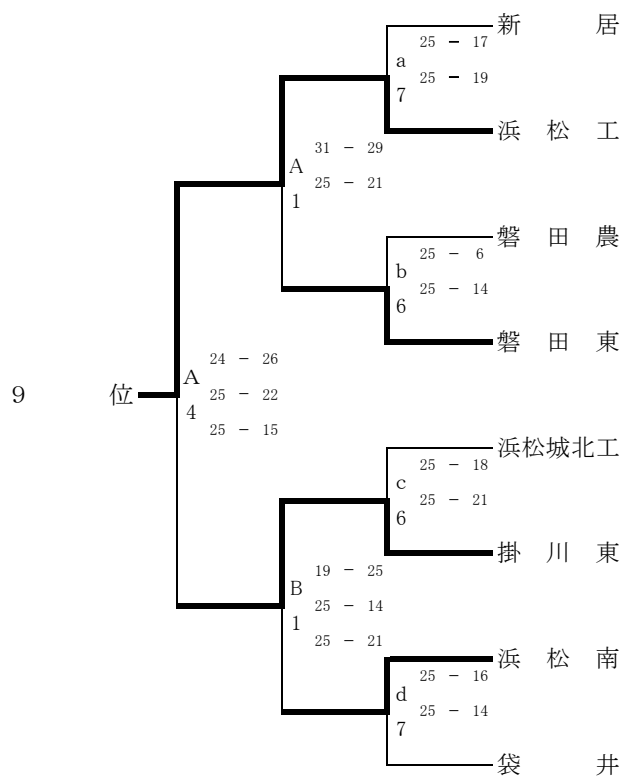 新居
25 − 17
a
25 − 19
7
浜松工
31 − 29
A
25 − 21
1
磐田農
25 − 6
b
25 − 14
6
磐田東
24 − 26
A
9位
25 − 22
4
25 − 15
浜松城北工
25 − 18
c
25 − 21
6
掛川東
19 − 25
B
25 − 14
1
25 − 21
浜松南
25 − 16
d
25 − 14
7
袋井